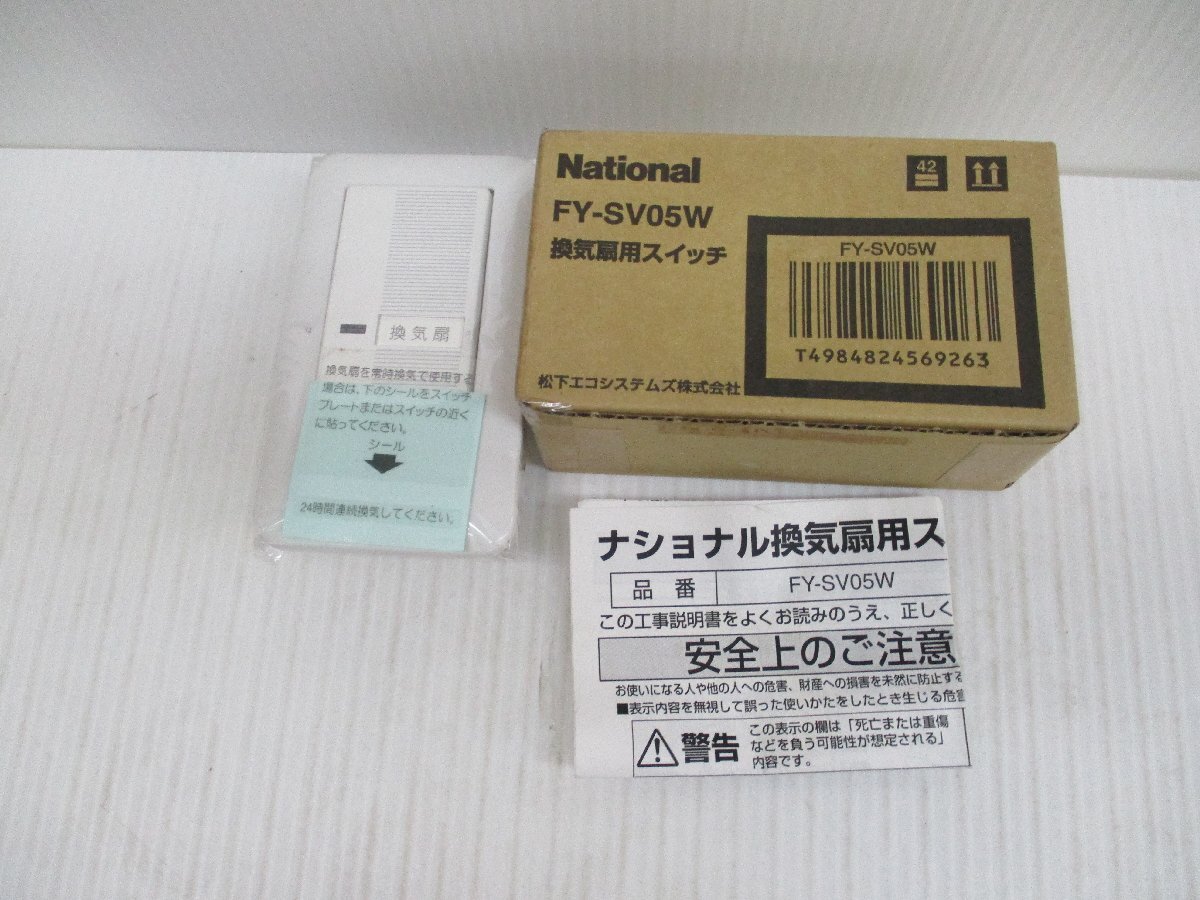 換気扇
換気扇を常時換気で使用する
場合は、下のシールをスイッチ
プレートまたはスイッチの近く
に貼ってください。
シール
24時間連続換気してください。
National
FY-SV05W
換気扇用スイッチ
42
FY-SV05W
T4984824569263
松下エコシステムズ株式会社
ナショナル換気扇用ス
品番 FY-SV05W
この工事説明書をよくお読みのうえ、正しく
安全上のご注意
お使いになる人や他の人への危害、財産への損害を未然に防止する
■表示内容を無視して誤った使いかたをしたとき生じる危害
警告
この表示の欄は「死亡または重傷
などを負う可能性が想定される」
内容です。